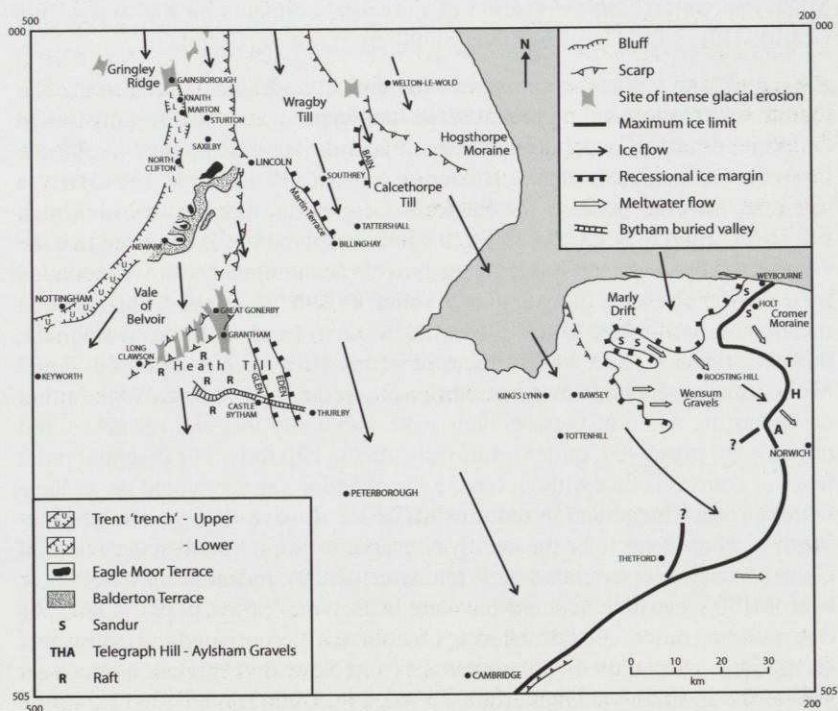 500
200
000
000
Gringley
Ridge
GAINSBOROUGH
KNAITH
MARTON
STURTON
SAXILBY
NORTH
CLIFTON
LINCOLN
Wragby
Till
WELTON-LE-WOLD
BAIN
SOUTHREY
Calcethorpe
Till
Martin Terrace
TATTERSHALL
BILLINGHAY
Hogsthorpe
Moraine
N
NEWARK
NOTTINGHAM
Vale
of
Belvoir
GREAT GONERBY
GRANTHAM
LONG
CLAWSON
KEYWORTH
R
R
R
R
R
Heath Till
GLEN
EDEN
CASTLE
BYTHAM
THURLBY
PETERBOROUGH
Bluff
Scarp
Site of intense glacial erosion
Maximum ice limit
Ice flow
Recessional ice margin
Meltwater flow
Bytham buried valley
Marly
Drift
WEYBOURNE
S
S
HOLT
Cromer
Moraine
S
S
ROOSTING HILL
T
H
A
KING'S LYNN
BAWSEY
Wensum
Gravels
TOTTENHILL
?
NORWICH
?
THETFORD
CAMBRIDGE
U
U
U
U
U
L
L
L
Trent 'trench' - Upper
- Lower
Eagle Moor Terrace
Balderton Terrace
S Sandur
THA Telegraph Hill - Aylsham Gravels
R Raft
0 10 20 30
km
505
500
200
505